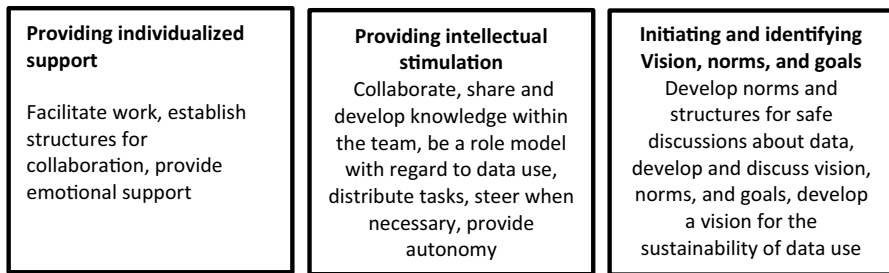 Providing individualized
support
Facilitate work, establish
structures for
collaboration, provide
emotional support
Providing intellectual
stimulation
Collaborate, share and
develop knowledge within
the team, be a role model
with regard to data use,
distribute tasks, steer when
necessary, provide
autonomy
Initiating and identifying
Vision, norms, and goals
Develop norms and
structures for safe
discussions about data,
develop and discuss vision,
norms, and goals, develop
a vision for the
sustainability of data use